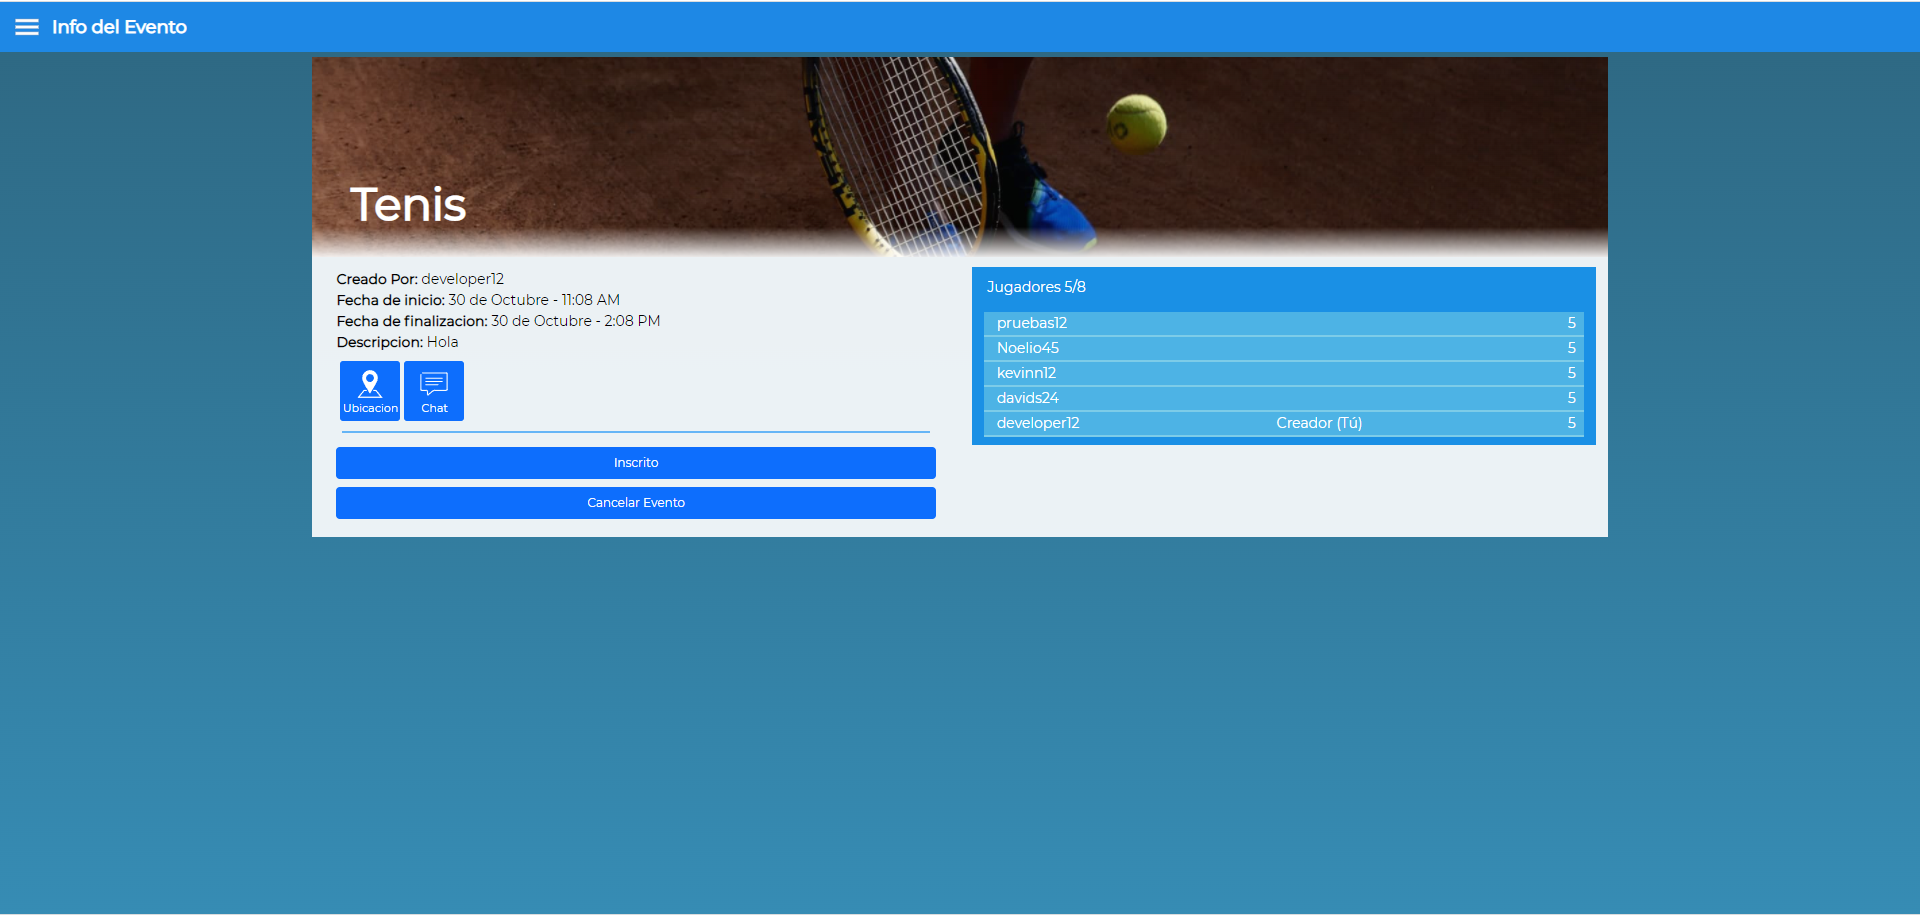 Info del Evento
Tenis
Creado Por: developer12
Fecha de inicio: 30 de Octubre - 11:08 AM
Fecha de finalizacion: 30 de Octubre - 2:08 PM
Descripcion: Hola
Ubicacion Chat
Inscrito
Cancelar Evento
Jugadores 5/8
pruebas12 5
Noelio45 5
kevinn12 5
davids24 5
developer12 Creador (Tú) 5